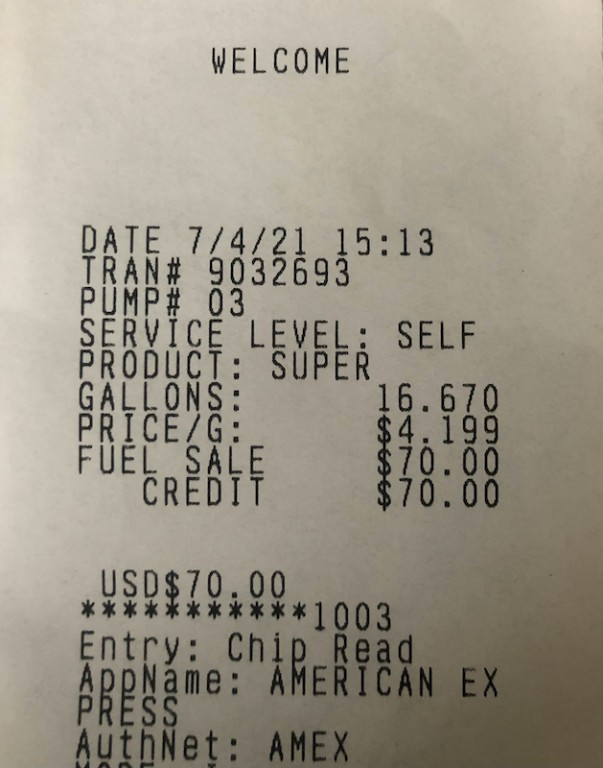 WELCOME
DATE 7/4/21 15:13
TRAN# 9032693
PUMP# 03
SERVICE LEVEL: SELF
PRODUCT: SUPER
GALLONS: 16.670
PRICE/G: $4.199
FUEL SALE $70.00
CREDIT $70.00
USD$70.00
***********1003
Entry: Chip Read
AppName: AMERICAN EX
PRESS
AuthNet: AMEX